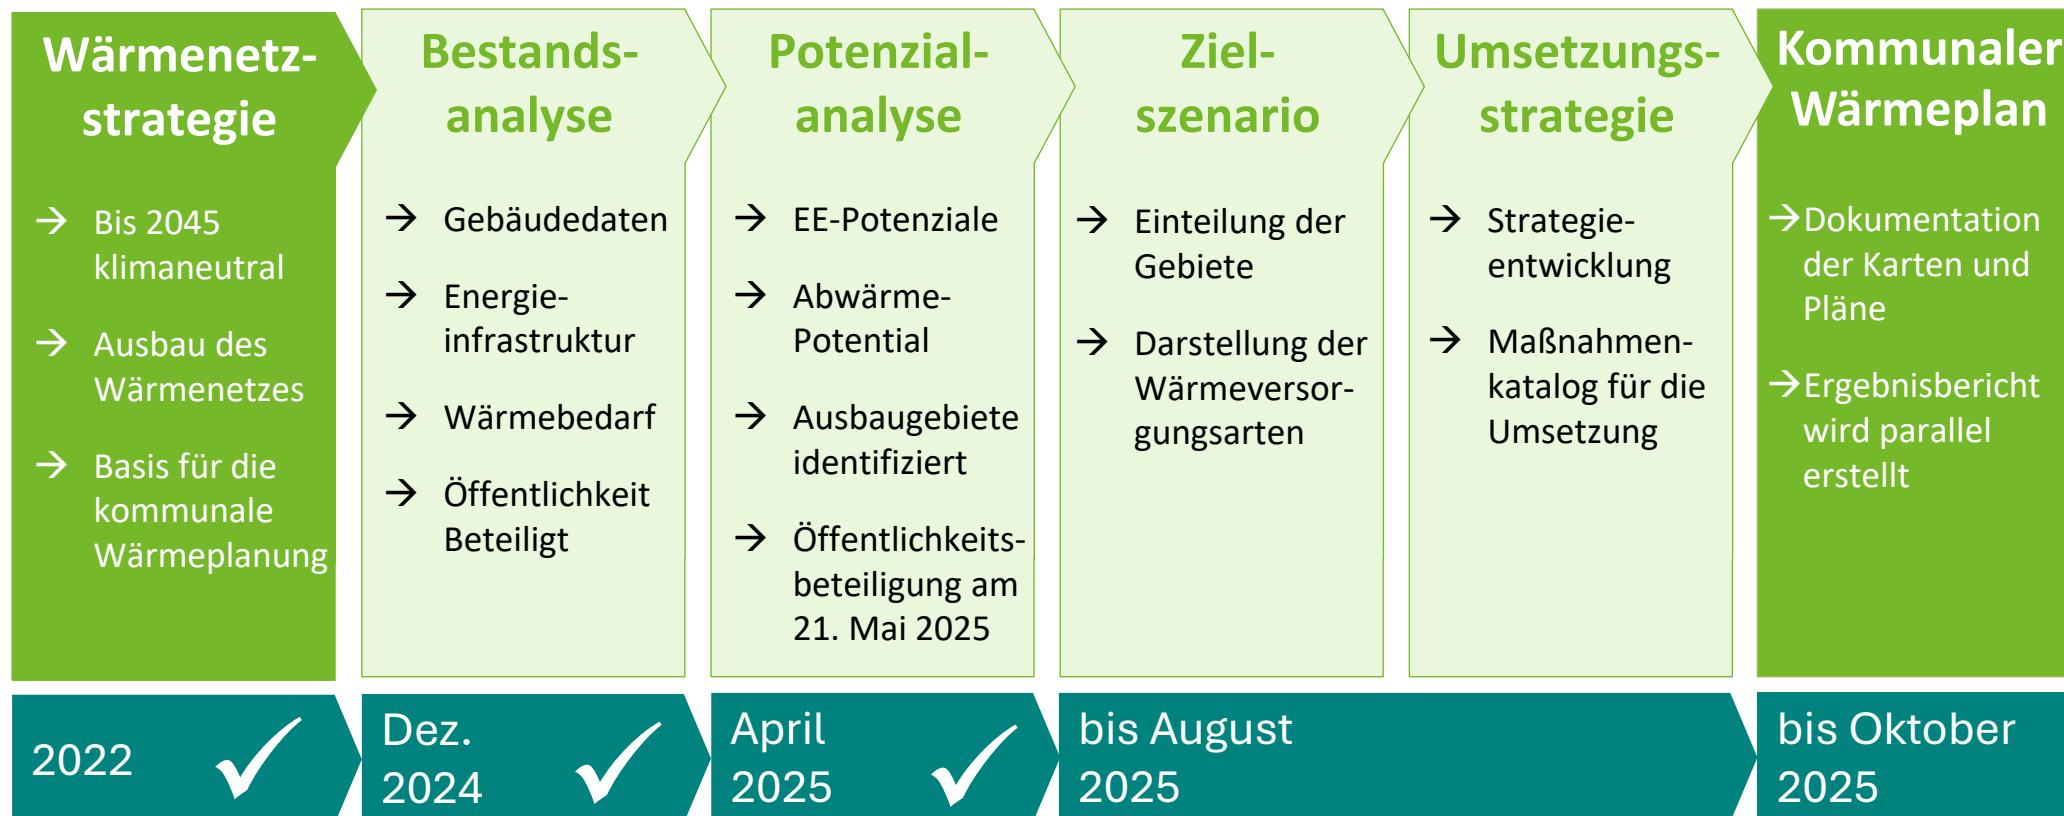 Wärmenetz-
strategie
→ Bis 2045
klimaneutral
→ Ausbau des
Wärmenetzes
→ Basis für die
kommunale
Wärmeplanung
Bestands-
analyse
→ Gebäudedaten
→ Energie-
infrastruktur
→ Wärmebedarf
→ Öffentlichkeit
Beteiligt
Potenzial-
analyse
→ EE-Potenziale
→ Abwärme-
Potential
→ Ausbaugebiete
identifiziert
→ Öffentlichkeits-
beteiligung am
21. Mai 2025
Ziel-
szenario
→ Einteilung der
Gebiete
→ Darstellung der
Wärmeversor-
gungsarten
Umsetzungs-
strategie
→ Strategie-
entwicklung
→ Maßnahmen-
katalog für die
Umsetzung
Kommunaler
Wärmeplan
→ Dokumentation
der Karten und
Pläne
→ Ergebnisbericht
wird parallel
erstellt
2022 ✓
Dez.
2024 ✓
April
2025 ✓
bis August
2025
bis Oktober
2025